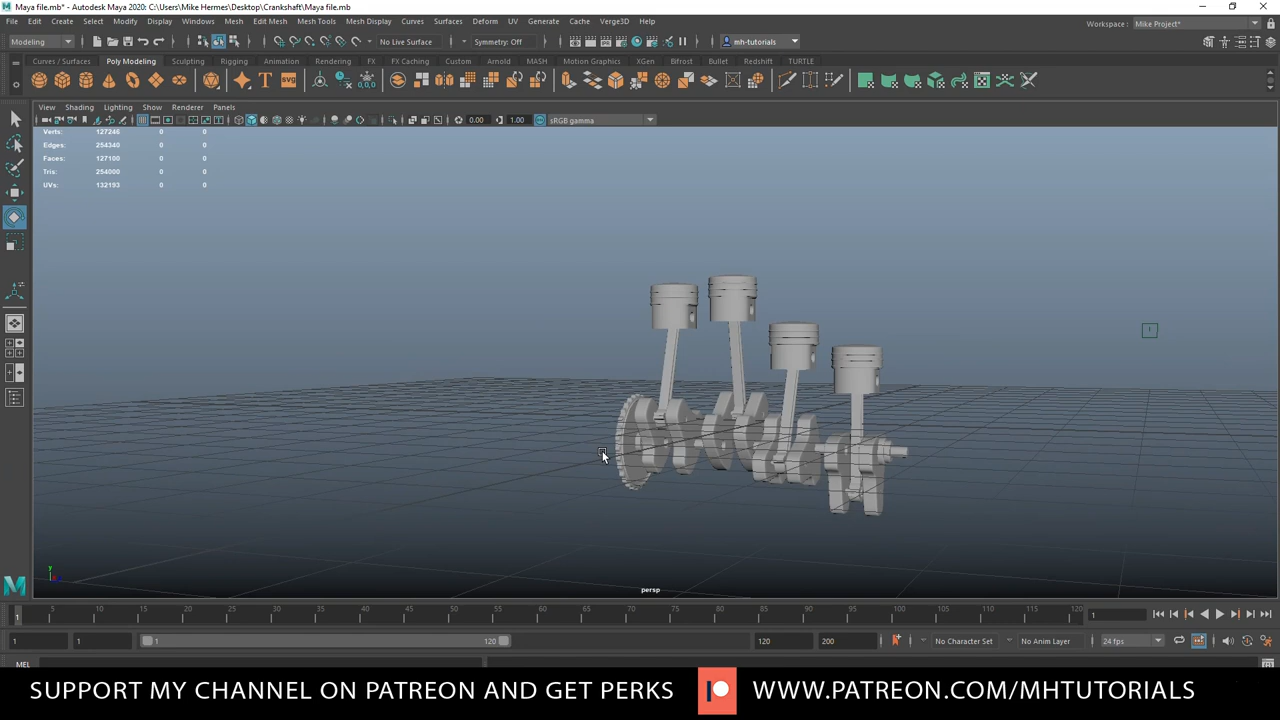 Maya file.mb* - Autodesk Maya 2020: C:\Users\Mike Hermes\Desktop\Crankshaft\Maya file.mb
File Edit Create Select Modify Display Windows Mesh Edit Mesh Mesh Tools Mesh Display Curves Surfaces Deform UV Generate Cache Verge3D Help Workspace : Mike Project*
Modeling No Live Surface Symmetry: Off mh-tutorials
Curves / Surfaces Poly Modeling Sculpting Rigging Animation Rendering FX FX Caching Custom Arnold MASH Motion Graphics XGen Bifrost Bullet Redshift TURTLE
T SVG 0,0,0
View Shading Lighting Show Renderer Panels
0.00 1.00 sRGB gamma
Verts: 127246 0 0
Edges: 254340 0 0
Faces: 127100 0 0
Tris: 254000 0 0
UVs: 132193 0 0
y
persp
1 5 10 15 20 25 30 35 40 45 50 55 60 65 70 75 80 85 90 95 100 105 110 115 120 1
1 1 1 120 120 200 No Character Set No Anim Layer 24 fps
MEL
SUPPORT MY CHANNEL ON PATREON AND GET PERKS WWW.PATREON.COM/MHTUTORIALS